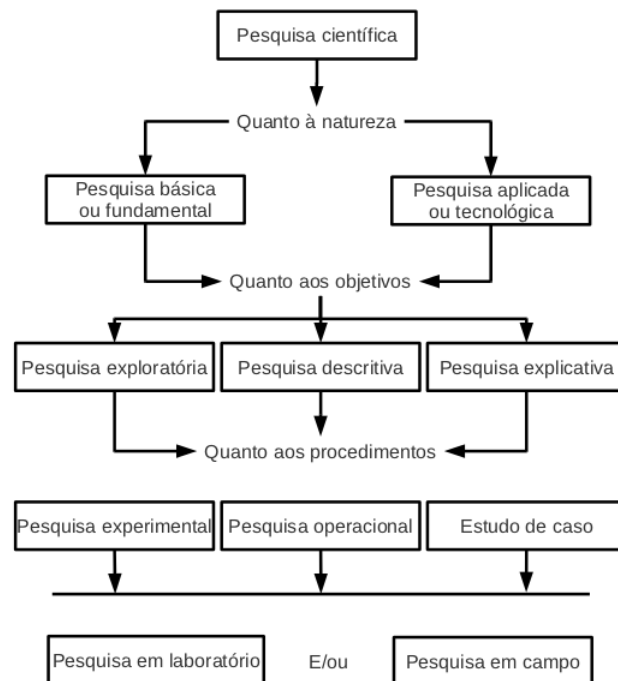 Pesquisa científica
Quanto à natureza
Pesquisa básica
ou fundamental
Pesquisa aplicada
ou tecnológica
Quanto aos objetivos
Pesquisa exploratória
Pesquisa descritiva
Pesquisa explicativa
Quanto aos procedimentos
Pesquisa experimental
Pesquisa operacional
Estudo de caso
Pesquisa em laboratório
E/ou
Pesquisa em campo